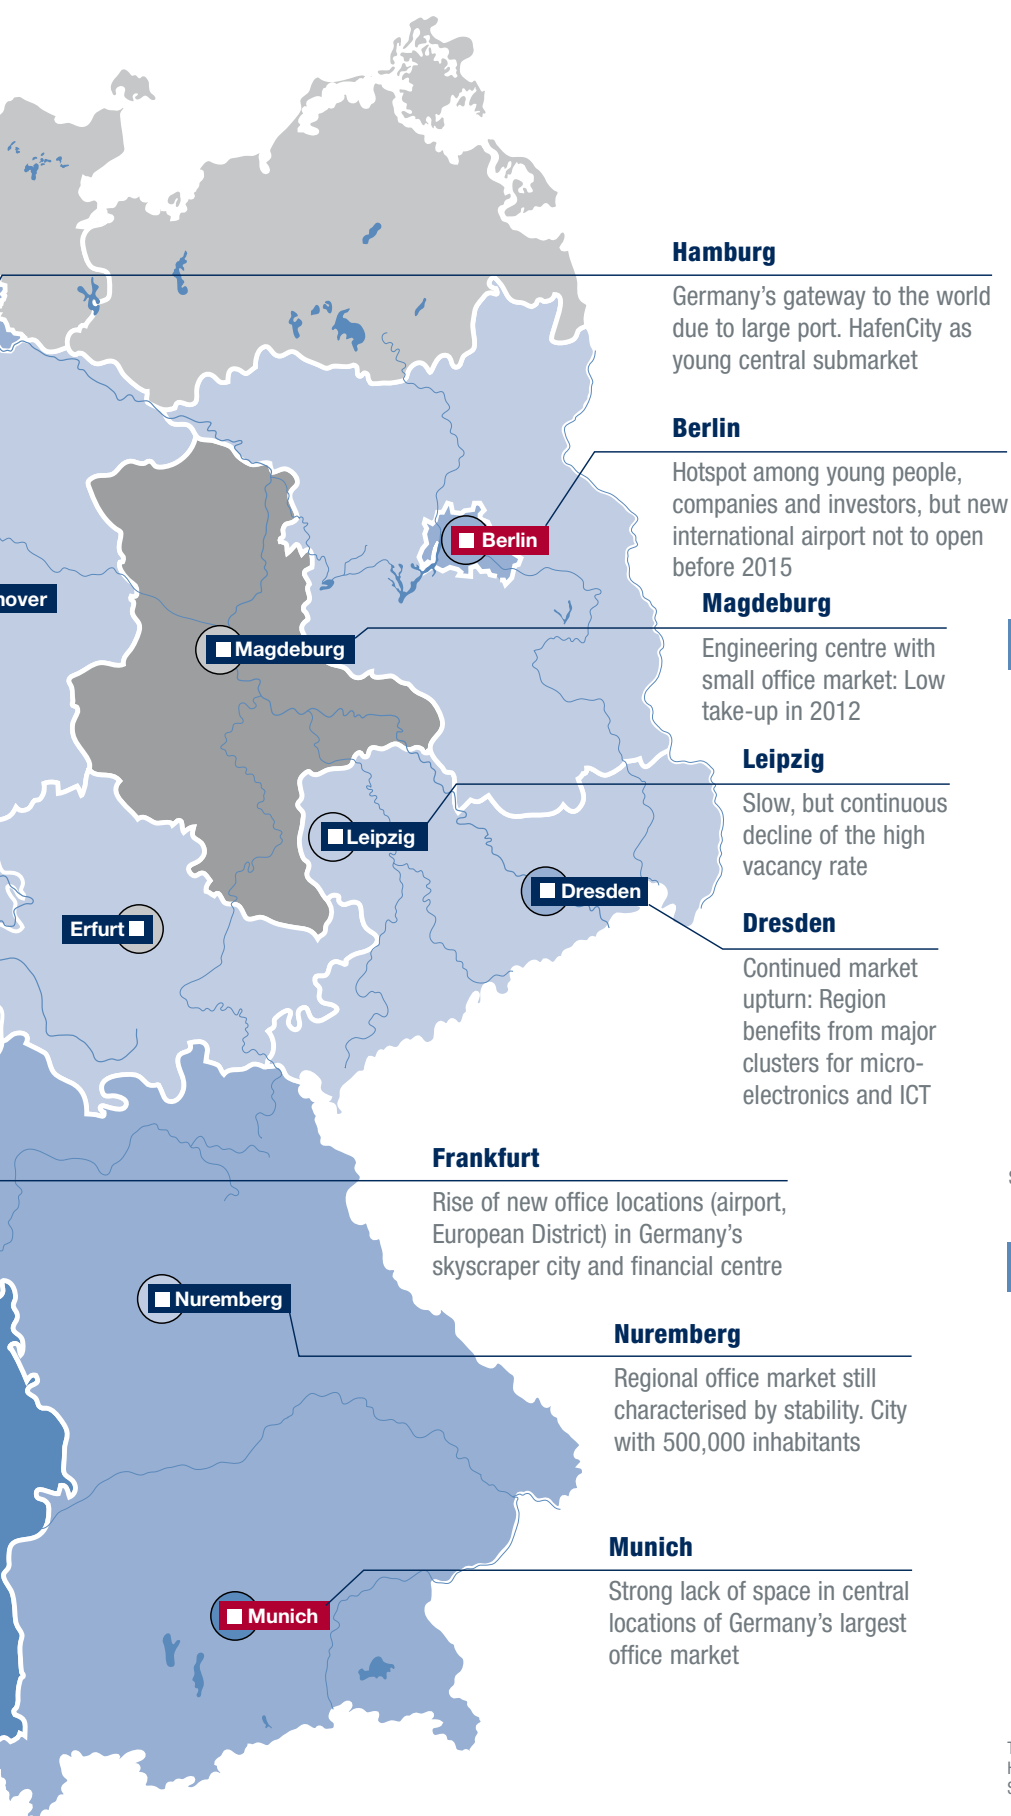 Hamburg
Germany's gateway to the world
due to large port. HafenCity as
young central submarket
Berlin
Hotspot among young people,
companies and investors, but new
international airport not to open
before 2015
Berlin
nover
Magdeburg
Engineering centre with
small office market: Low
take-up in 2012
Magdeburg
Leipzig
Slow, but continuous
decline of the high
vacancy rate
Leipzig
Dresden
Erfurt
Dresden
Continued market
upturn: Region
benefits from major
clusters for micro-
electronics and ICT
Frankfurt
Rise of new office locations (airport,
European District) in Germany's
skyscraper city and financial centre
Nuremberg
Nuremberg
Regional office market still
characterised by stability. City
with 500,000 inhabitants
Munich
Strong lack of space in central
locations of Germany's largest
office market
Munich